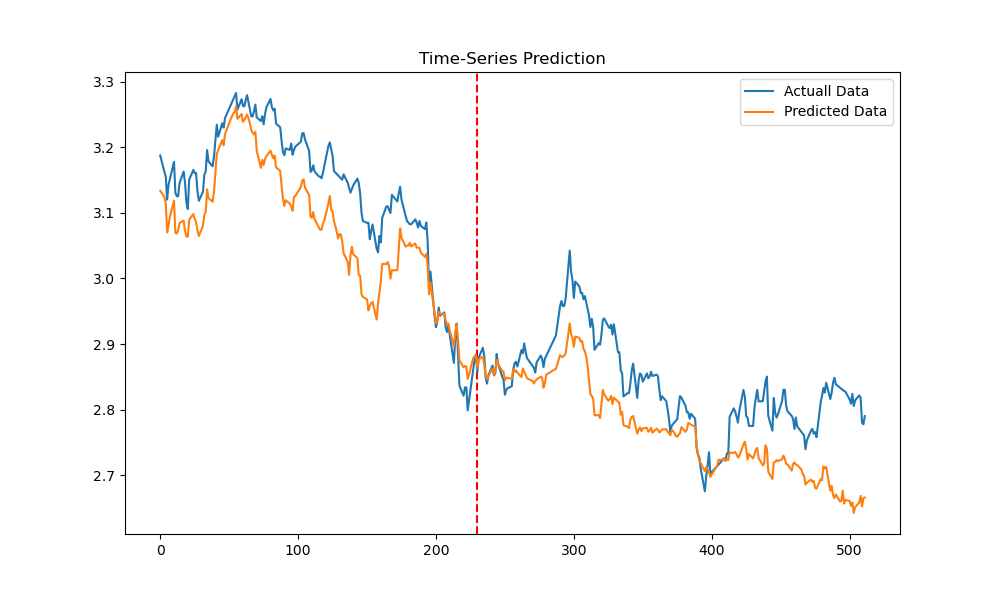 Time-Series Prediction
Actuall Data
Predicted Data
3.3
3.2
3.1
3.0
2.9
2.8
2.7
0 100 200 300 400 500